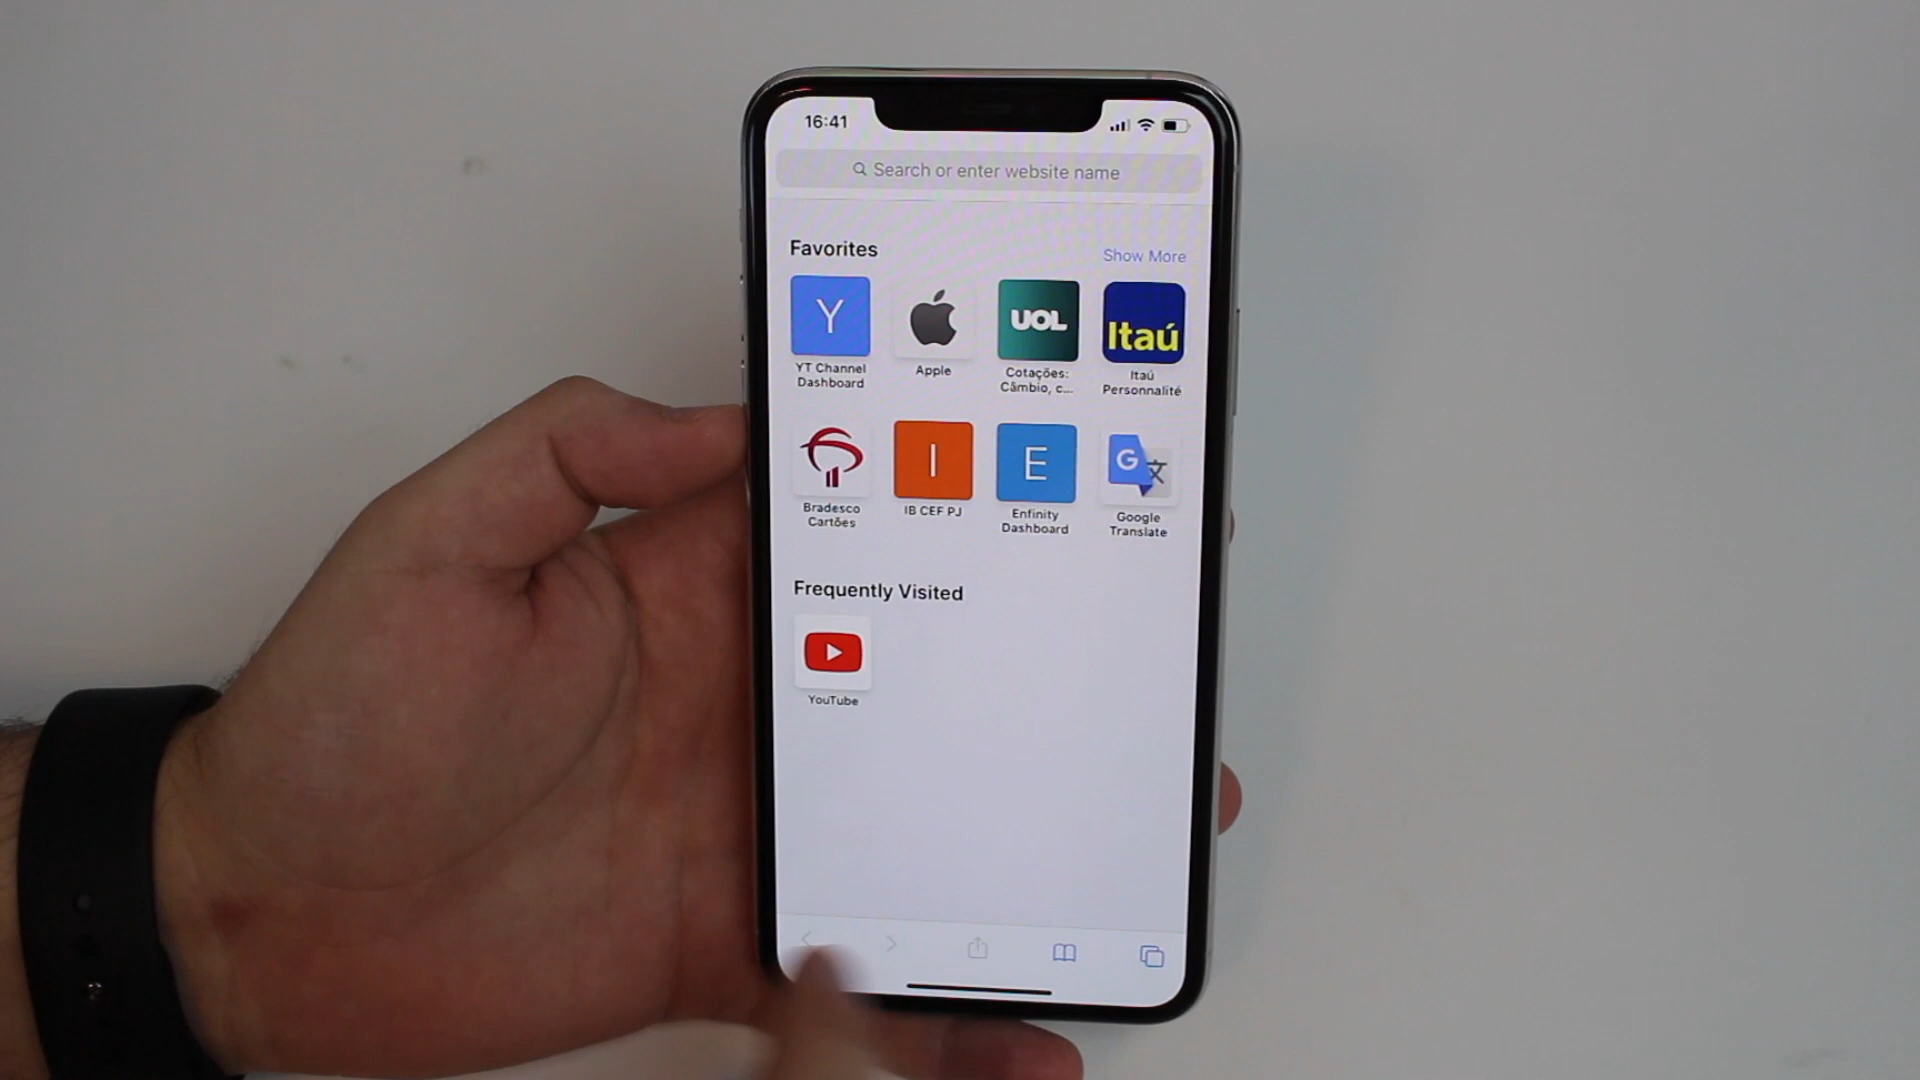 16:41
Search or enter website name
Favorites
Show More
Y
UOL
Itaú
YT Channel
Dashboard
Apple
Cotações:
Câmbio, c...
Itaú
Personnalité
I
E
G
文
Bradesco
Cartões
IB CEF PJ
Enfinity
Dashboard
Google
Translate
Frequently Visited
YouTube